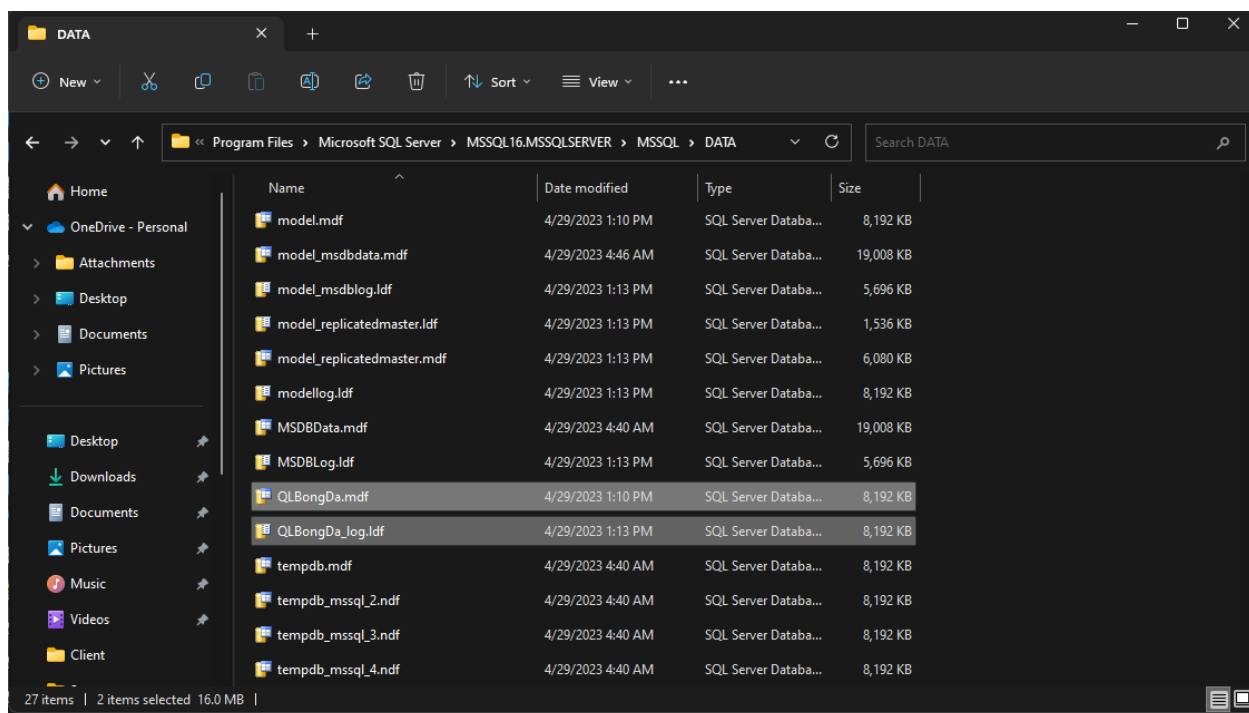 DATA
New
Sort
View
« Program Files > Microsoft SQL Server > MSSQL16.MSSQLSERVER > MSSQL > DATA
Search DATA
Home
OneDrive - Personal
Attachments
Desktop
Documents
Pictures
Desktop
Downloads
Documents
Pictures
Music
Videos
Client
Name Date modified Type Size
model.mdf 4/29/2023 1:10 PM SQL Server Databa... 8,192 KB
model_msdbdata.mdf 4/29/2023 4:46 AM SQL Server Databa... 19,008 KB
model_msdblog.ldf 4/29/2023 1:13 PM SQL Server Databa... 5,696 KB
model_replicatedmaster.ldf 4/29/2023 1:13 PM SQL Server Databa... 1,536 KB
model_replicatedmaster.mdf 4/29/2023 1:13 PM SQL Server Databa... 6,080 KB
modellog.ldf 4/29/2023 1:13 PM SQL Server Databa... 8,192 KB
MSDBData.mdf 4/29/2023 4:40 AM SQL Server Databa... 19,008 KB
MSDBLog.ldf 4/29/2023 1:13 PM SQL Server Databa... 5,696 KB
QLBongDa.mdf 4/29/2023 1:10 PM SQL Server Databa... 8,192 KB
QLBongDa_log.ldf 4/29/2023 1:13 PM SQL Server Databa... 8,192 KB
tempdb.mdf 4/29/2023 4:40 AM SQL Server Databa... 8,192 KB
tempdb_mssql_2.ndf 4/29/2023 4:40 AM SQL Server Databa... 8,192 KB
tempdb_mssql_3.ndf 4/29/2023 4:40 AM SQL Server Databa... 8,192 KB
tempdb_mssql_4.ndf 4/29/2023 4:40 AM SQL Server Databa... 8,192 KB
27 items | 2 items selected 16.0 MB |